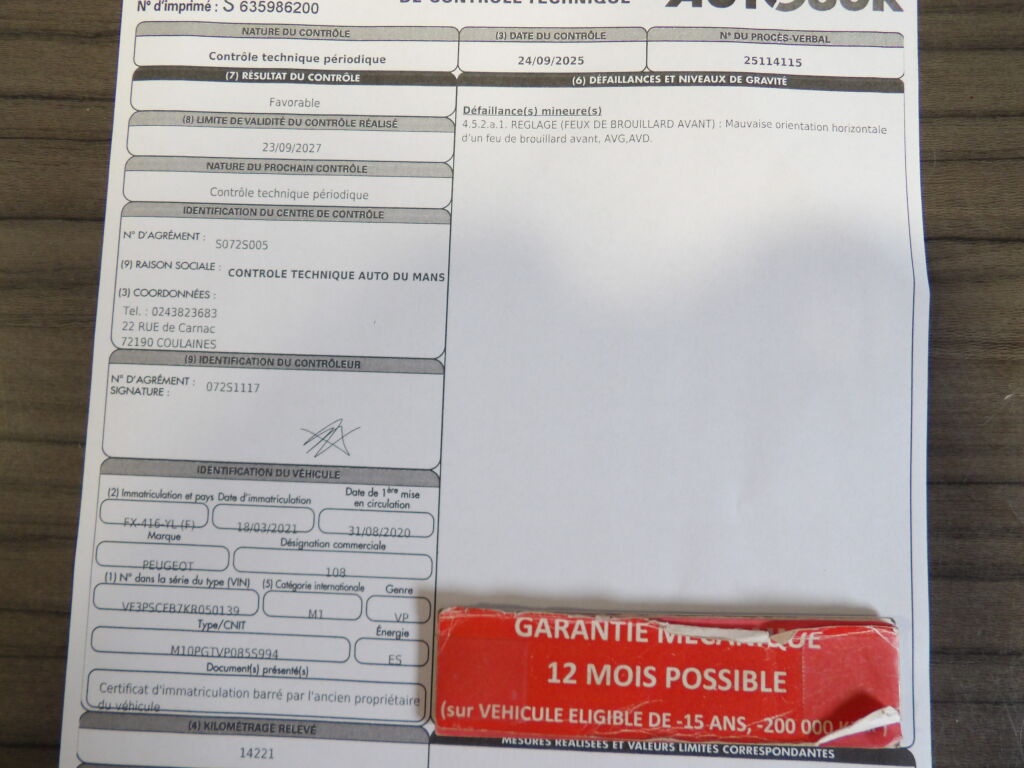 N° d'imprimé : S 635986200
DE CONTRÔLE TECHNIQUE
AUTOSUR
NATURE DU CONTRÔLE
Contrôle technique périodique
(3) DATE DU CONTRÔLE
24/09/2025
N° DU PROCÈS-VERBAL
25114115
(7) RÉSULTAT DU CONTRÔLE
Favorable
(8) LIMITE DE VALIDITÉ DU CONTRÔLE RÉALISÉ
23/09/2027
NATURE DU PROCHAIN CONTRÔLE
Contrôle technique périodique
IDENTIFICATION DU CENTRE DE CONTRÔLE
N° D'AGRÉMENT : S072S005
(9) RAISON SOCIALE : CONTROLE TECHNIQUE AUTO DU MANS
(3) COORDONNÉES :
Tel. : 0243823683
22 RUE de Carnac
72190 COULAINES
(9) IDENTIFICATION DU CONTRÔLEUR
N° D'AGRÉMENT : 072S1117
SIGNATURE :
IDENTIFICATION DU VÉHICULE
(2) Immatriculation et pays
FX-416-YL (F)
Date d'immatriculation
18/03/2021
Date de 1ère mise
en circulation
31/08/2020
Marque
PEUGEOT
Désignation commerciale
108
(1) N° dans la série du type (VIN)
VF3PSCFB7KR050139
(5) Catégorie internationale
M1
Genre
VP
Type/CNIT
M10PGTVP085S994
Énergie
ES
Document(s) présenté(s)
Certificat d'immatriculation barré par l'ancien propriétaire
du véhicule
(4) KILOMÉTRAGE RELEVÉ
14221
(6) DÉFAILLANCES ET NIVEAUX DE GRAVITÉ
Défaillance(s) mineure(s)
4.5.2.a.1. REGLAGE (FEUX DE BROUILLARD AVANT) : Mauvaise orientation horizontale
d'un feu de brouillard avant, AVG,AVD.
GARANTIE MECANIQUE
12 MOIS POSSIBLE
(sur VEHICULE ELIGIBLE DE -15 ANS, -200 000
MESURES RÉALISÉES ET VALEURS LIMITES CORRESPONDANTES